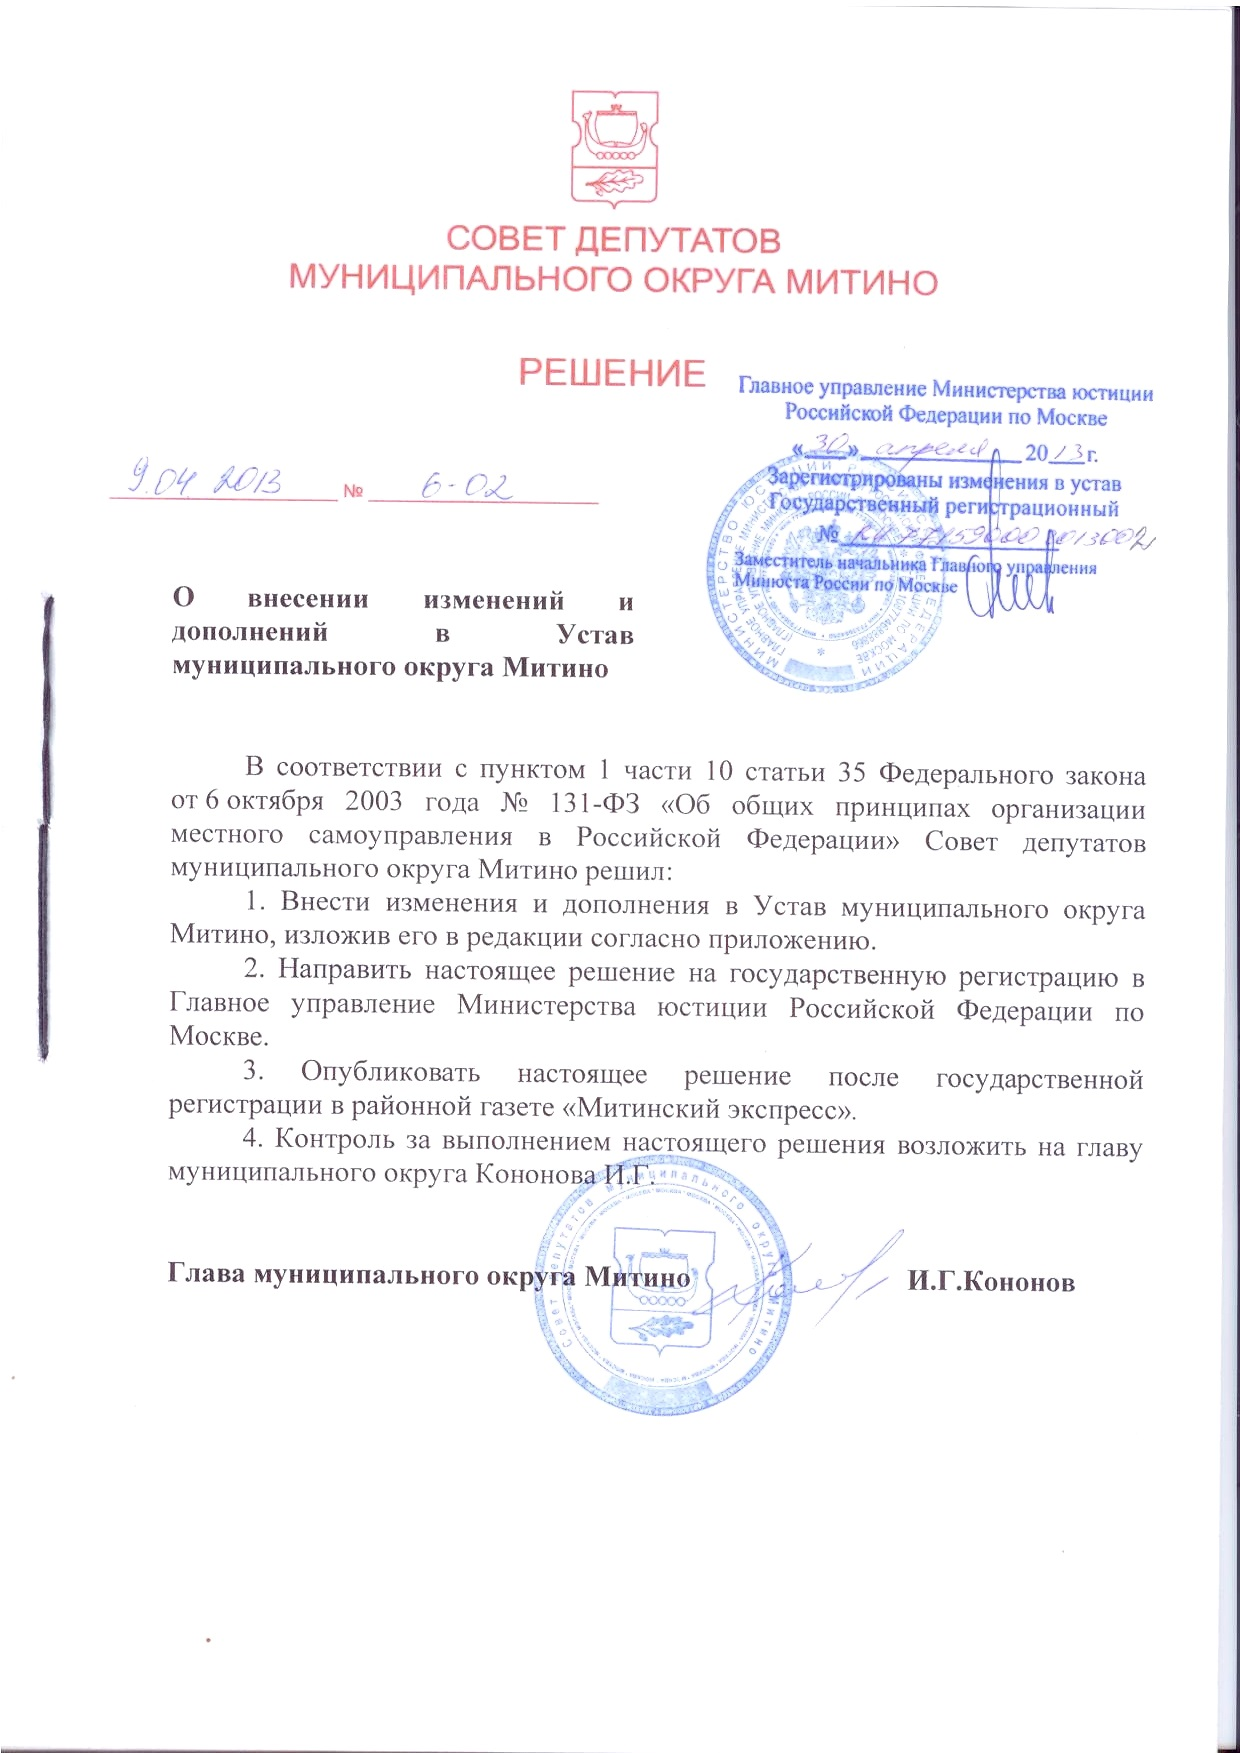 СОВЕТ ДЕПУТАТОВ
МУНИЦИПАЛЬНОГО ОКРУГА МИТИНО
РЕШЕНИЕ
Главное управление Министерства юстиции
Российской Федерации по Москве
«30» апреля 2013г.
Зарегистрированы изменения в устав
Государственный регистрационный
№
Заместитель начальника Главного управления
Минюста России по Москве
9.04 2013 № 6-02
О внесении изменений и
дополнений в Устав
муниципального округа Митино
В соответствии с пунктом 1 части 10 статьи 35 Федерального закона
от 6 октября 2003 года № 131-ФЗ «Об общих принципах организации
местного самоуправления в Российской Федерации» Совет депутатов
муниципального округа Митино решил:
1. Внести изменения и дополнения в Устав муниципального округа
Митино, изложив его в редакции согласно приложению.
2. Направить настоящее решение на государственную регистрацию в
Главное управление Министерства юстиции Российской Федерации по
Москве.
3. Опубликовать настоящее решение после государственной
регистрации в районной газете «Митинский экспресс».
4. Контроль за выполнением настоящего решения возложить на главу
муниципального округа Кононова И.Г.
Глава муниципального округа Митино И.Г.Кононов
Совет депутатов муниципального округа Митино